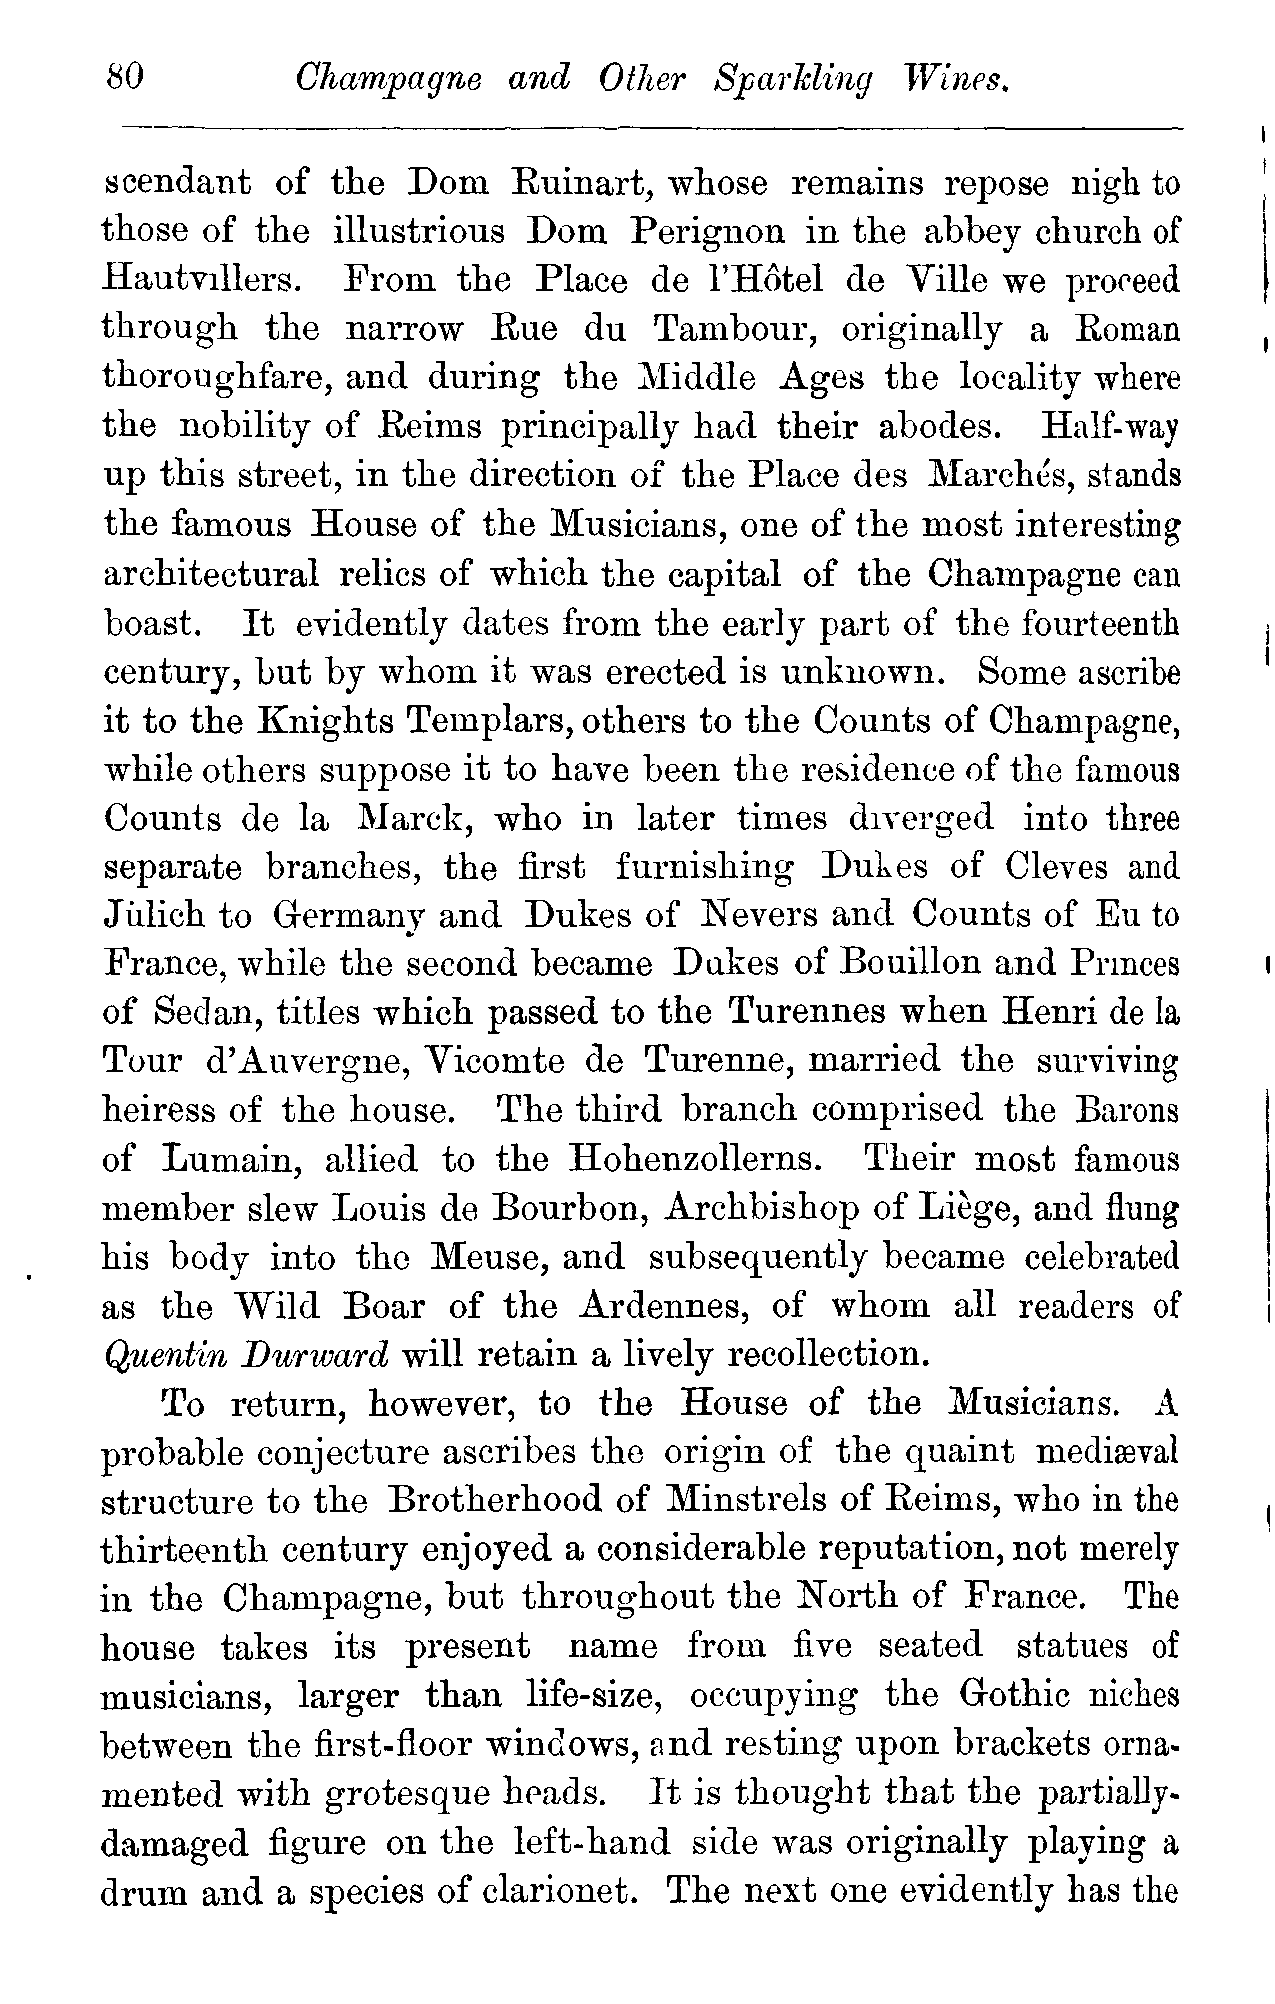 80 Champagne and Other Sparkling Wines.
scendant of the Dom Ruinart, whose remains repose nigh to
those of the illustrious Dom Perignon in the abbey church of
Hautvillers. From the Place de l'Hôtel de Ville we proceed
through the narrow Rue du Tambour, originally a Roman
thoroughfare, and during the Middle Ages the locality where
the nobility of Reims principally had their abodes. Half-way
up this street, in the direction of the Place des Marchés, stands
the famous House of the Musicians, one of the most interesting
architectural relics of which the capital of the Champagne can
boast. It evidently dates from the early part of the fourteenth
century, but by whom it was erected is unknown. Some ascribe
it to the Knights Templars, others to the Counts of Champagne,
while others suppose it to have been the residence of the famous
Counts de la Marck, who in later times diverged into three
separate branches, the first furnishing Dukes of Cleves and
Jülich to Germany and Dukes of Nevers and Counts of Eu to
France, while the second became Dukes of Bouillon and Princes
of Sedan, titles which passed to the Turennes when Henri de la
Tour d'Auvergne, Vicomte de Turenne, married the surviving
heiress of the house. The third branch comprised the Barons
of Lumain, allied to the Hohenzollerns. Their most famous
member slew Louis de Bourbon, Archbishop of Liège, and flung
his body into the Meuse, and subsequently became celebrated
as the Wild Boar of the Ardennes, of whom all readers of
Quentin Durward will retain a lively recollection.
To return, however, to the House of the Musicians. A
probable conjecture ascribes the origin of the quaint mediæval
structure to the Brotherhood of Minstrels of Reims, who in the
thirteenth century enjoyed a considerable reputation, not merely
in the Champagne, but throughout the North of France. The
house takes its present name from five seated statues of
musicians, larger than life-size, occupying the Gothic niches
between the first-floor windows, and resting upon brackets orna-
mented with grotesque heads. It is thought that the partially-
damaged figure on the left-hand side was originally playing a
drum and a species of clarionet. The next one evidently has the